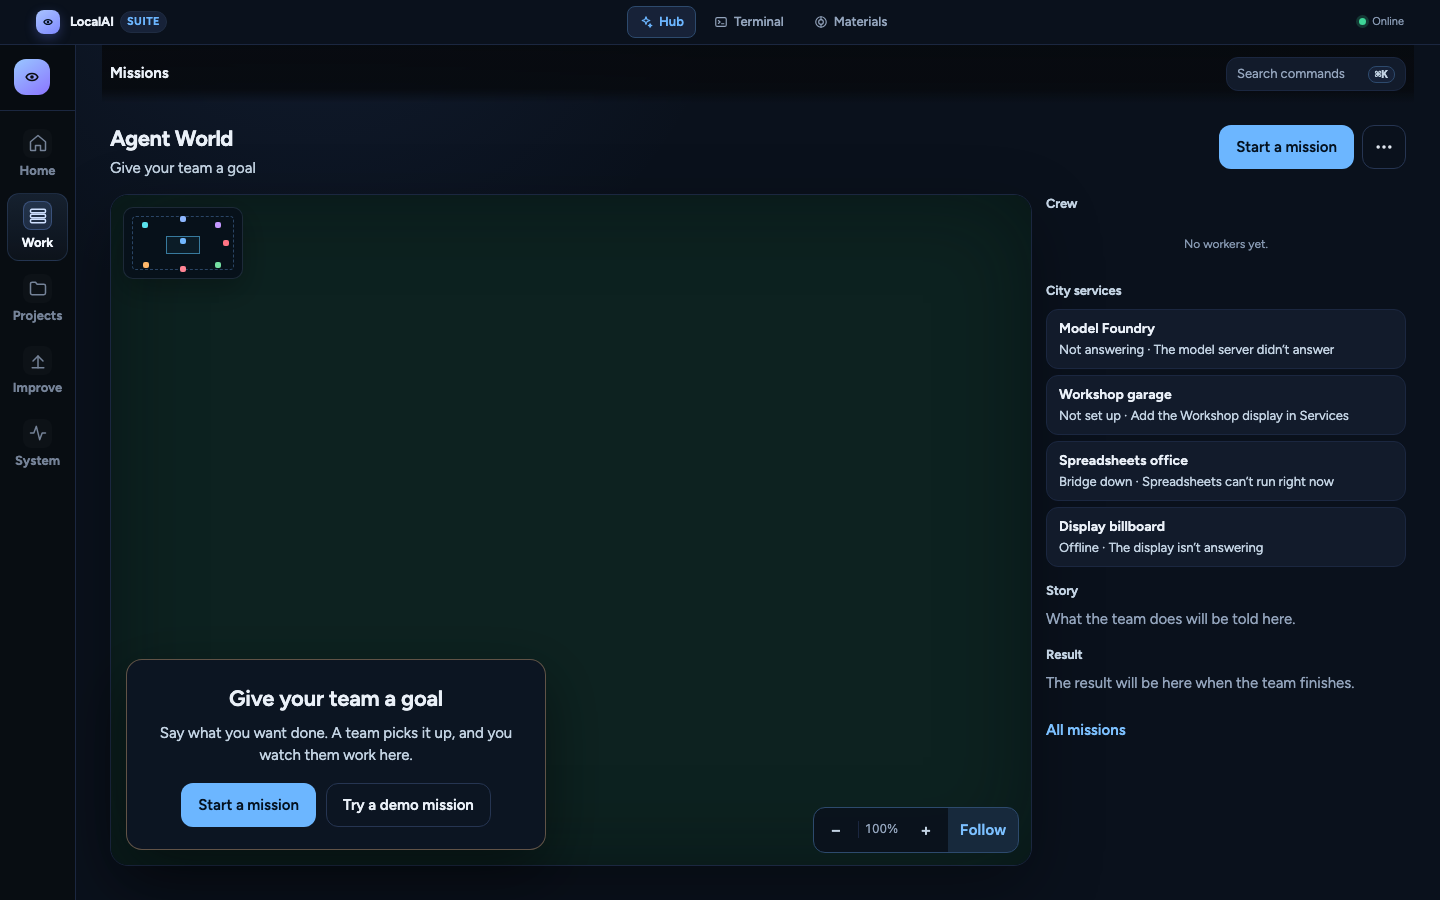 LocalAI SUITE
Hub
Terminal
Materials
Online
Missions
Search commands ⌘K
Home
Work
Projects
Improve
System
Agent World
Give your team a goal
Start a mission
Crew
No workers yet.
City services
Model Foundry
Not answering · The model server didn’t answer
Workshop garage
Not set up · Add the Workshop display in Services
Spreadsheets office
Bridge down · Spreadsheets can’t run right now
Display billboard
Offline · The display isn’t answering
Story
What the team does will be told here.
Result
The result will be here when the team finishes.
All missions
Give your team a goal
Say what you want done. A team picks it up, and you
watch them work here.
Start a mission
Try a demo mission
− 100% +
Follow